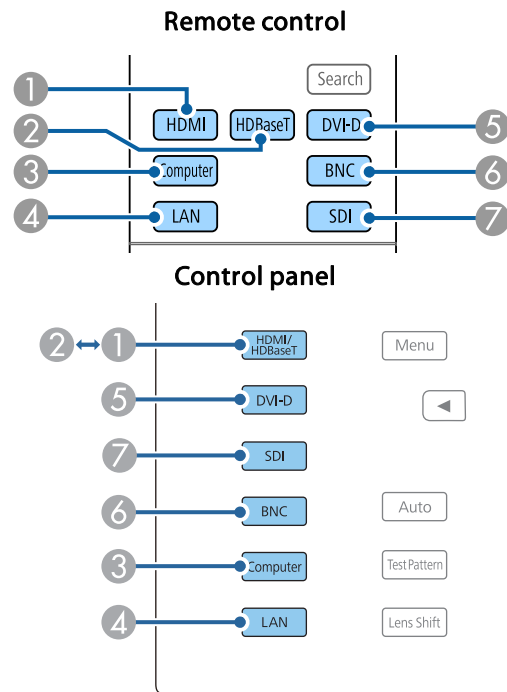 Remote control
Search
1
HDMI
HDBaseT
DVI-D
5
2
3
Computer
BNC
6
4
LAN
SDI
7
Control panel
2
1
HDMI/
HDBaseT
Menu
5
DVI-D
7
SDI
6
BNC
Auto
3
Computer
Test Pattern
4
LAN
Lens Shift